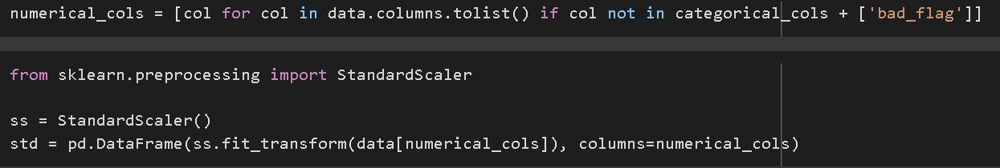 numerical_cols = [col for col in data.columns.tolist() if col not in categorical_cols + ['bad_flag']]
from sklearn.preprocessing import StandardScaler
ss = StandardScaler()
std = pd.DataFrame(ss.fit_transform(data[numerical_cols]), columns=numerical_cols)